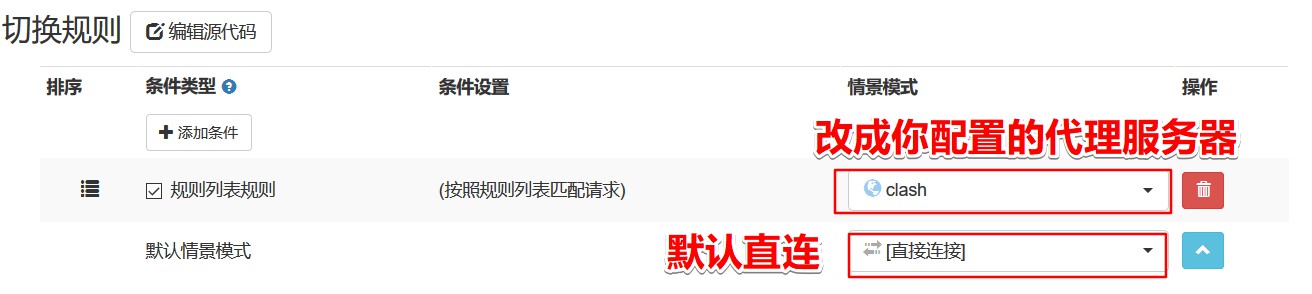 切换规则 编辑源代码
排序 条件类型 条件设置 情景模式 操作
添加条件
改成你配置的代理服务器
规则列表规则 (按照规则列表匹配请求) clash
默认直连
默认情景模式 [直接连接]